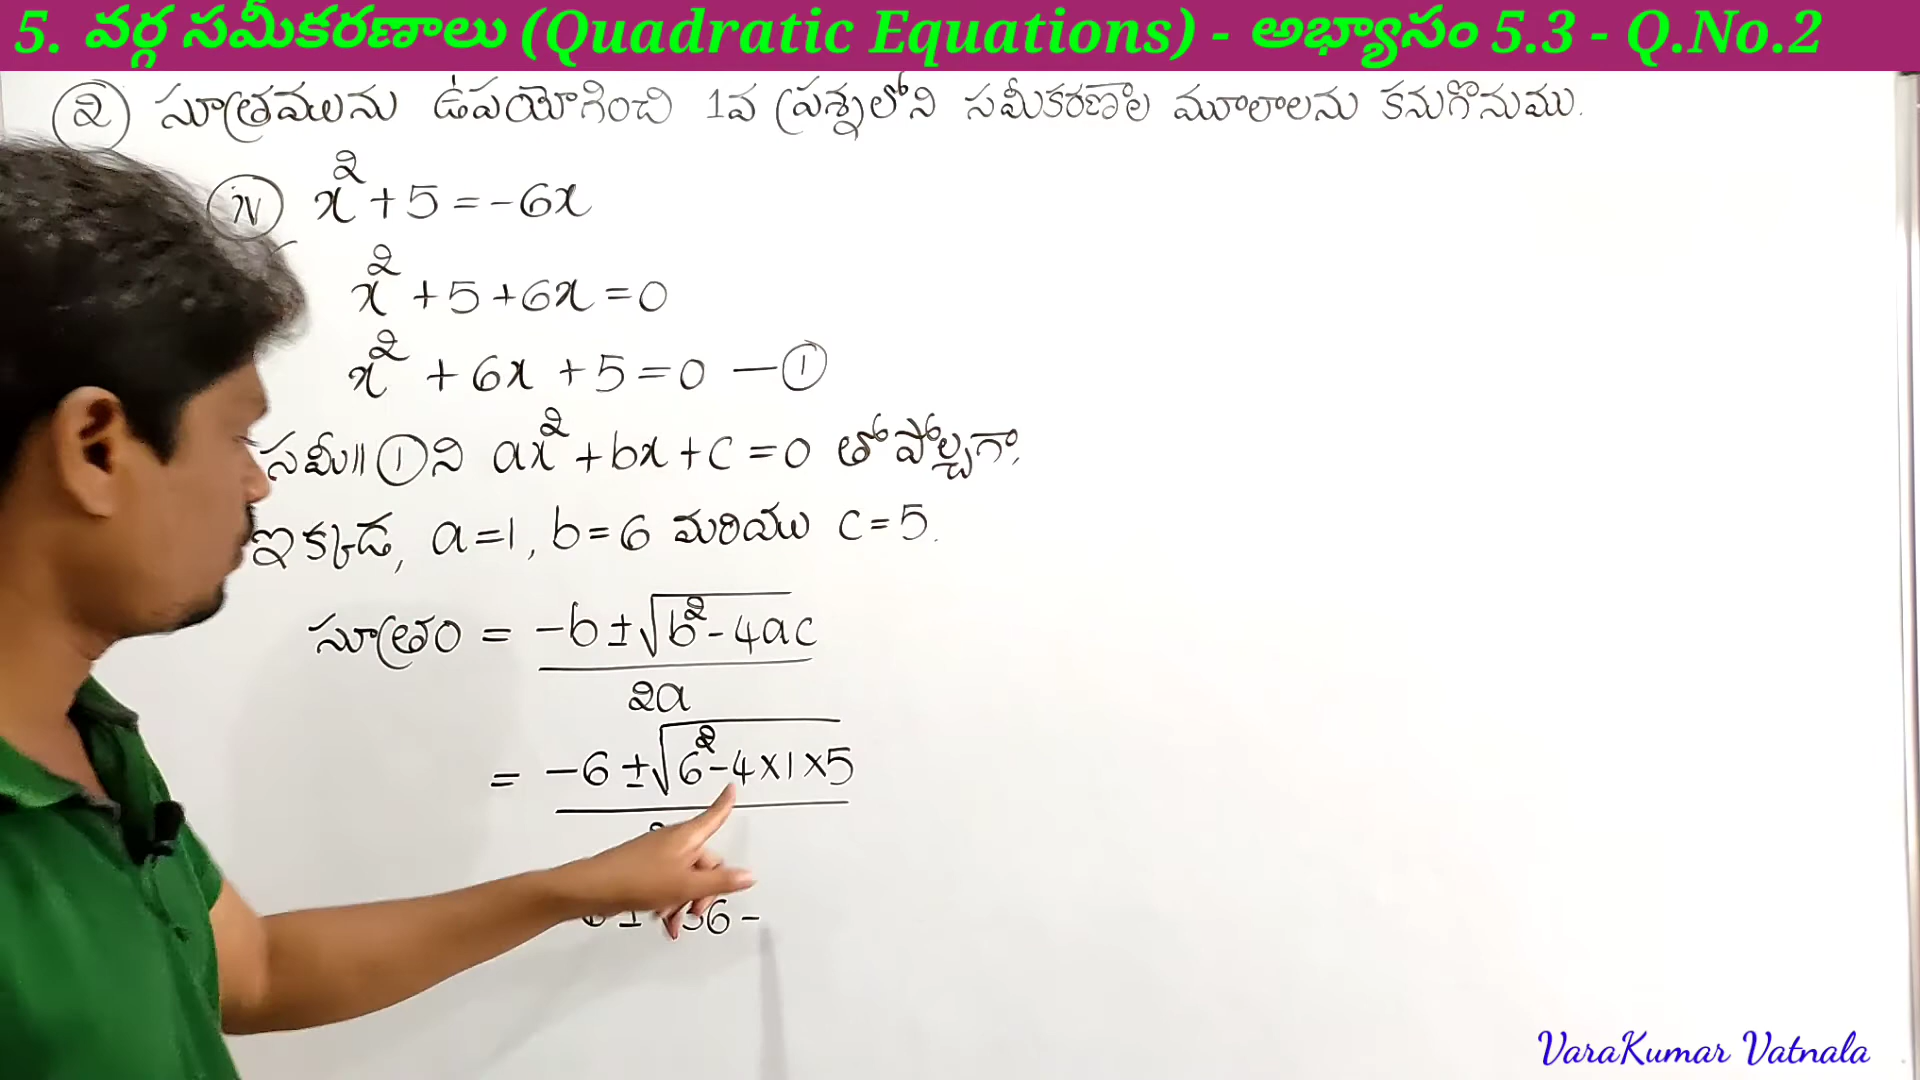 5. వర్గ సమీకరణాలు (Quadratic Equations) - అభ్యాసం 5.3 - Q.No.2
② సూత్రమును ఉపయోగించి 1వ ప్రశ్నలోని సమీకరణాల మూలాలను కనుగొనుము.
iv x² + 5 = -6x
x² + 5 + 6x = 0
x² + 6x + 5 = 0 — ①
సమీ॥ ①ని ax² + bx + c = 0 తో పోల్చగా,
ఇక్కడ, a=1, b=6 మరియు c=5.
సూత్రం = -b ± √b² - 4ac
2a
= -6 ± √6² - 4×1×5
± √36 -
VaraKumar Vatnala